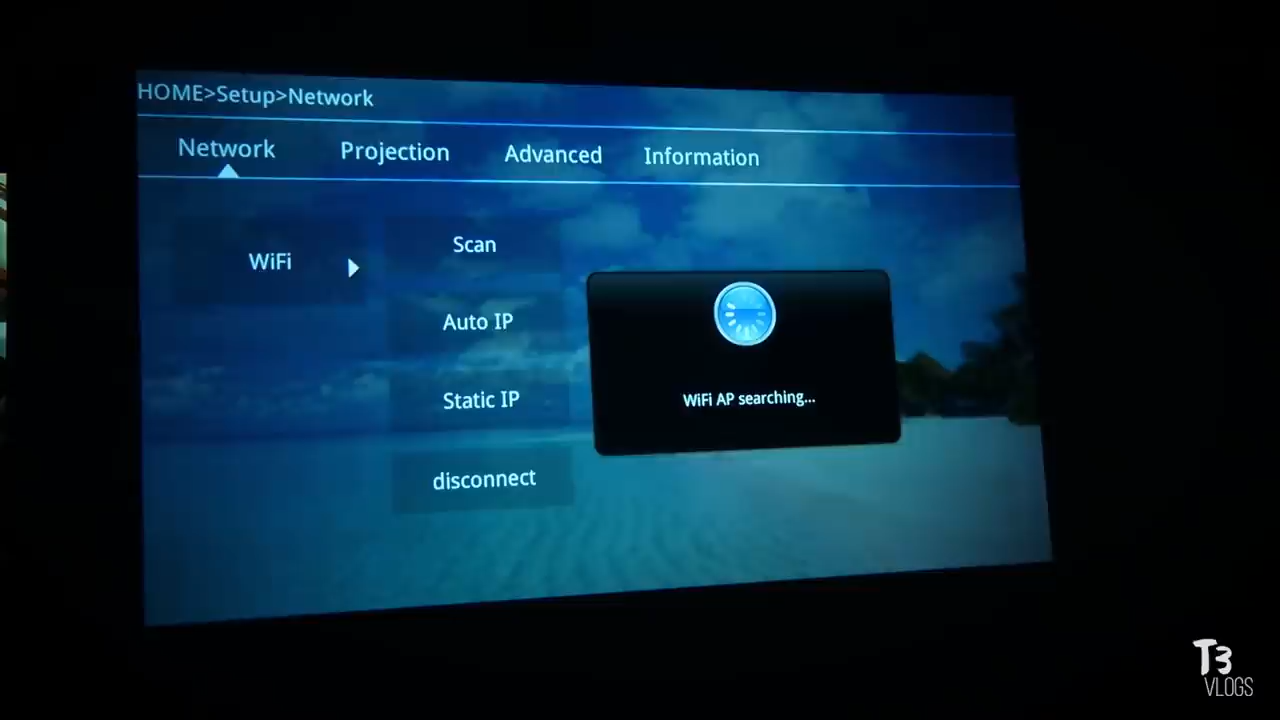 HOME>Setup>Network
Network Projection Advanced Information
WiFi
Scan
Auto IP
Static IP
disconnect
WiFi AP searching...
T3
VLOGS